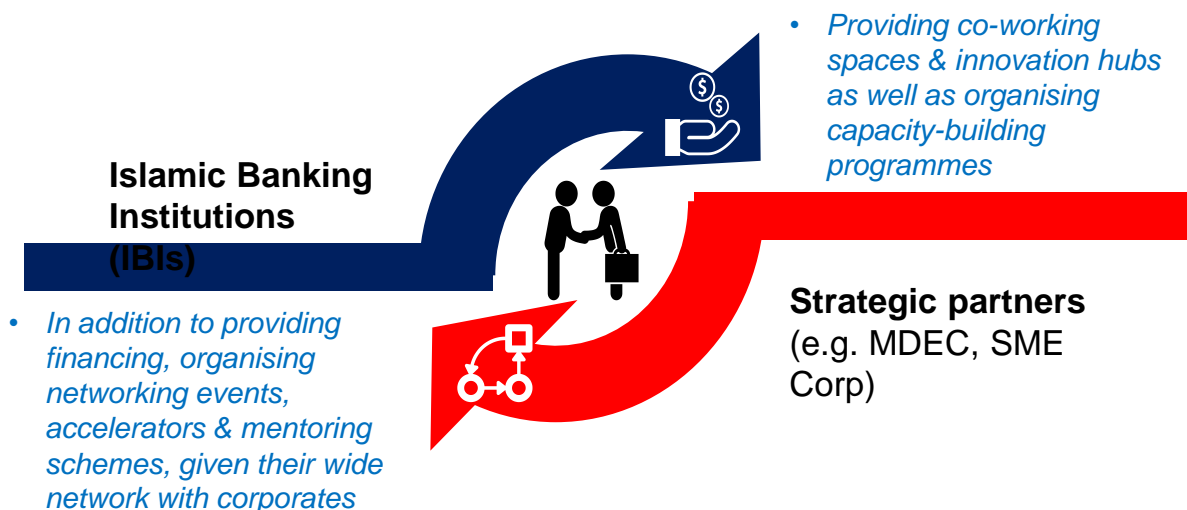 Islamic Banking
Institutions
(IBIs)
• In addition to providing
financing, organising
networking events,
accelerators & mentoring
schemes, given their wide
network with corporates
• Providing co-working
spaces & innovation hubs
as well as organising
capacity-building
programmes
Strategic partners
(e.g. MDEC, SME
Corp)
$
$